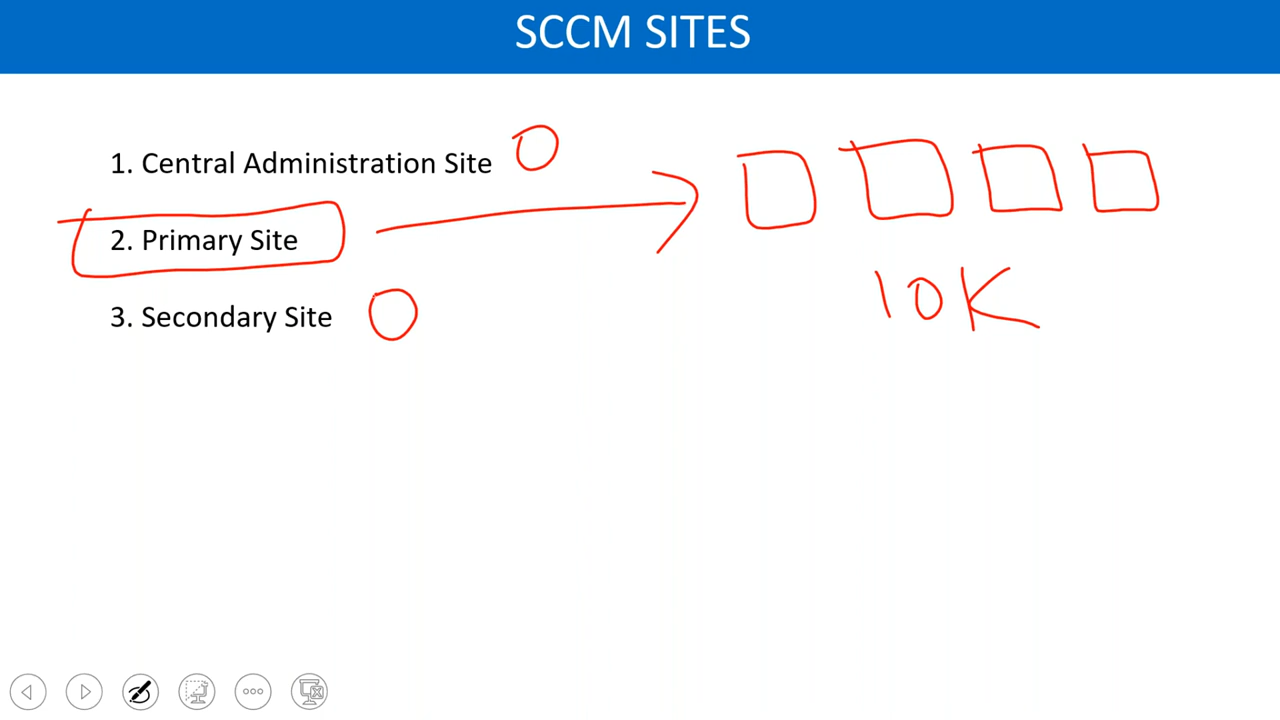 SCCM SITES
1. Central Administration Site
2. Primary Site
3. Secondary Site
10K